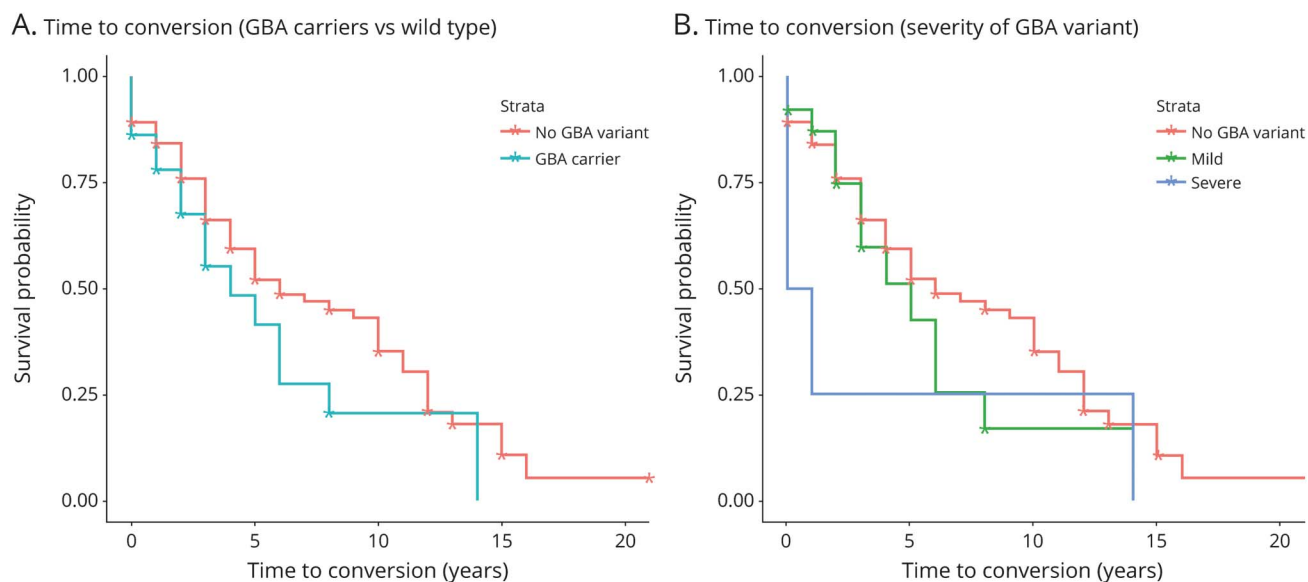 A. Time to conversion (GBA carriers vs wild type)
Survival probability
1.00
0.75
0.50
0.25
0.00
Strata
No GBA variant
GBA carrier
0 5 10 15 20
Time to conversion (years)
B. Time to conversion (severity of GBA variant)
Survival probability
1.00
0.75
0.50
0.25
0.00
Strata
No GBA variant
Mild
Severe
0 5 10 15 20
Time to conversion (years)